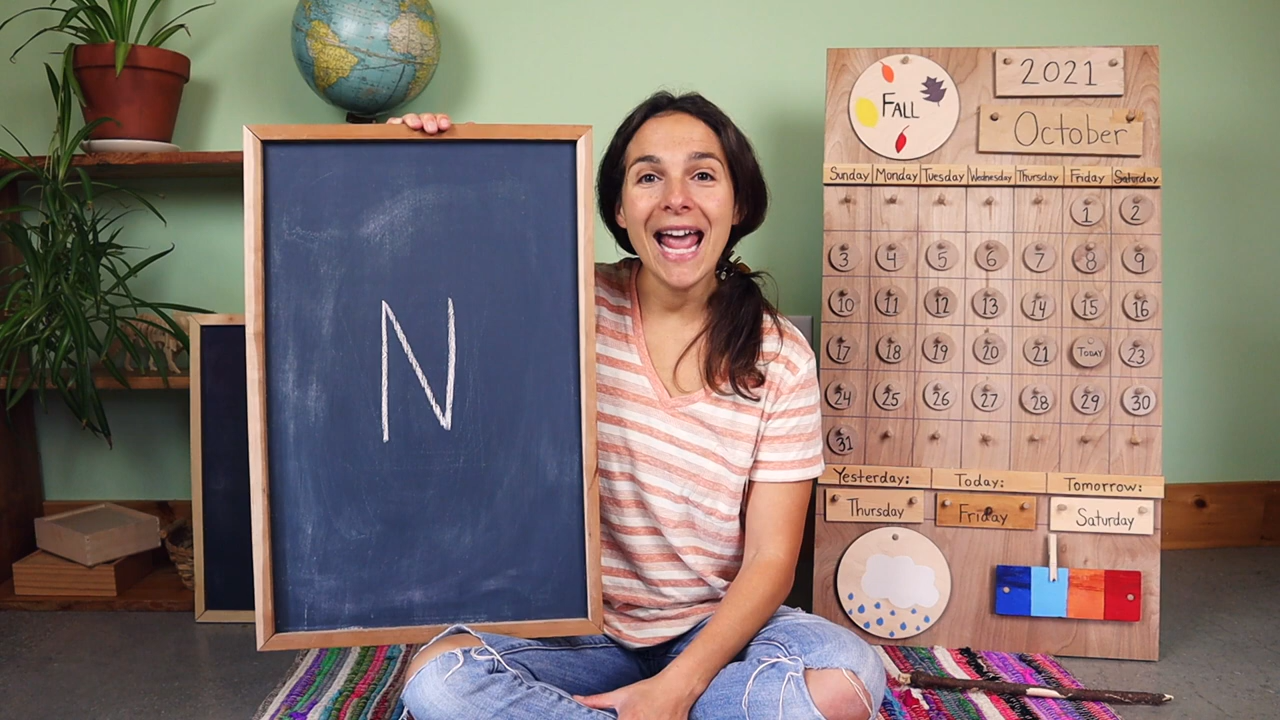 N
FALL
2021
October
Sunday Monday Tuesday Wednesday Thursday Friday Saturday
1 2
3 4 5 6 7 8 9
10 11 12 13 14 15 16
17 18 19 20 21 TODAY 23
24 25 26 27 28 29 30
31
Yesterday: Today: Tomorrow:
Thursday Friday Saturday